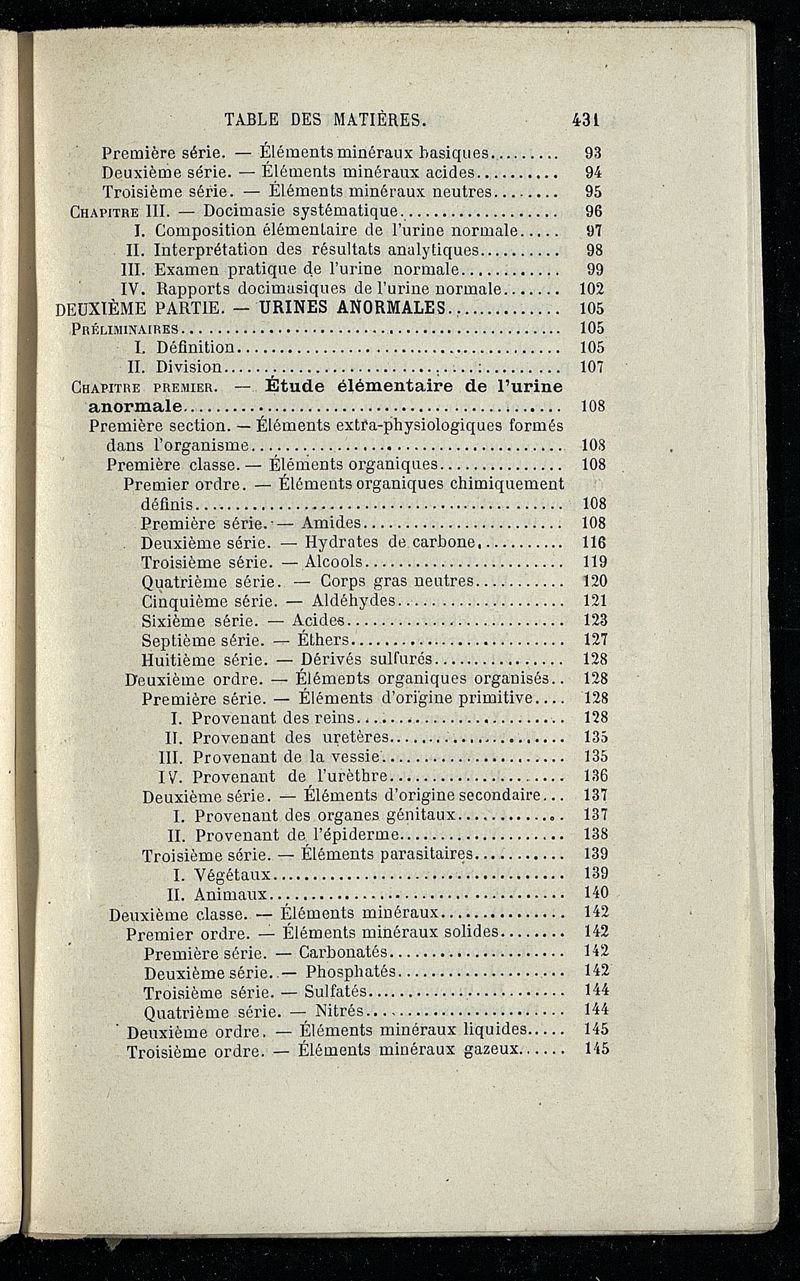 TABLE DES MATIÈRES. 431
Première série. — Éléments minéraux basiques......... 93
Deuxième série. — Éléments minéraux acides.......... 94
Troisième série. — Éléments minéraux neutres........ 95
CHAPITRE III. — Docimasie systématique................... 96
I. Composition élémentaire de l'urine normale..... 97
II. Interprétation des résultats analytiques.......... 98
III. Examen pratique de l'urine normale............ 99
IV. Rapports docimasiques de l'urine normale....... 102
DEUXIÈME PARTIE. — URINES ANORMALES.............. 105
PRÉLIMINAIRES............................................. 105
I. Définition....................................... 105
II. Division........................................ 107
CHAPITRE PREMIER. — Étude élémentaire de l'urine
anormale............................................. 108
Première section. — Éléments extra-physiologiques formés
dans l'organisme...................................... 108
Première classe. — Éléments organiques............... 108
Premier ordre. — Éléments organiques chimiquement
définis............................................ 108
Première série. — Amides........................ 108
Deuxième série. — Hydrates de carbone........... 116
Troisième série. — Alcools........................ 119
Quatrième série. — Corps gras neutres........... 120
Cinquième série. — Aldéhydes.................... 121
Sixième série. — Acides.......................... 123
Septième série. — Éthers.......................... 127
Huitième série. — Dérivés sulfurés................ 128
Deuxième ordre. — Éléments organiques organisés.. 128
Première série. — Éléments d'origine primitive.... 128
I. Provenant des reins......................... 128
II. Provenant des uretères..................... 135
III. Provenant de la vessie...................... 135
IV. Provenant de l'urèthre..................... 136
Deuxième série. — Éléments d'origine secondaire... 137
I. Provenant des organes génitaux............. 137
II. Provenant de l'épiderme.................... 138
Troisième série. — Éléments parasitaires........... 139
I. Végétaux................................... 139
II. Animaux................................... 140
Deuxième classe. — Éléments minéraux............... 142
Premier ordre. — Éléments minéraux solides........ 142
Première série. — Carbonatés..................... 142
Deuxième série. — Phosphatés.................... 142
Troisième série. — Sulfatés........................ 144
Quatrième série. — Nitrés........................ 144
Deuxième ordre. — Éléments minéraux liquides..... 145
Troisième ordre. — Éléments minéraux gazeux...... 145